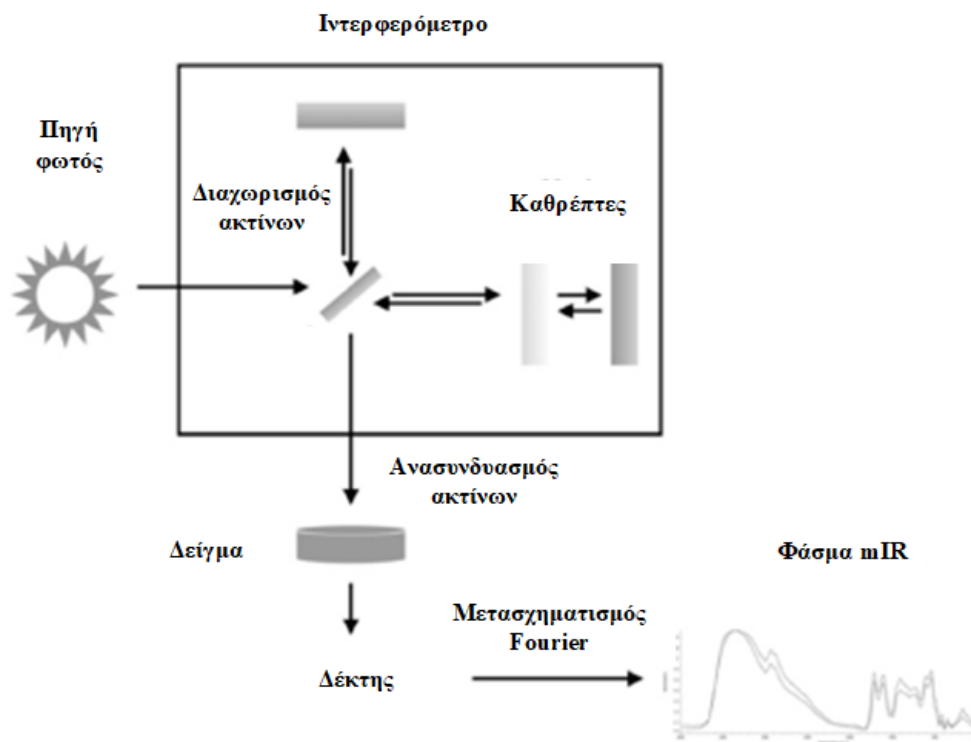 Ιντερφερόμετρο
Πηγή
φωτός
Διαχωρισμός
ακτίνων
Καθρέπτες
Ανασυνδυασμός
ακτίνων
Δείγμα
Φάσμα mIR
Μετασχηματισμός
Fourier
Δέκτης